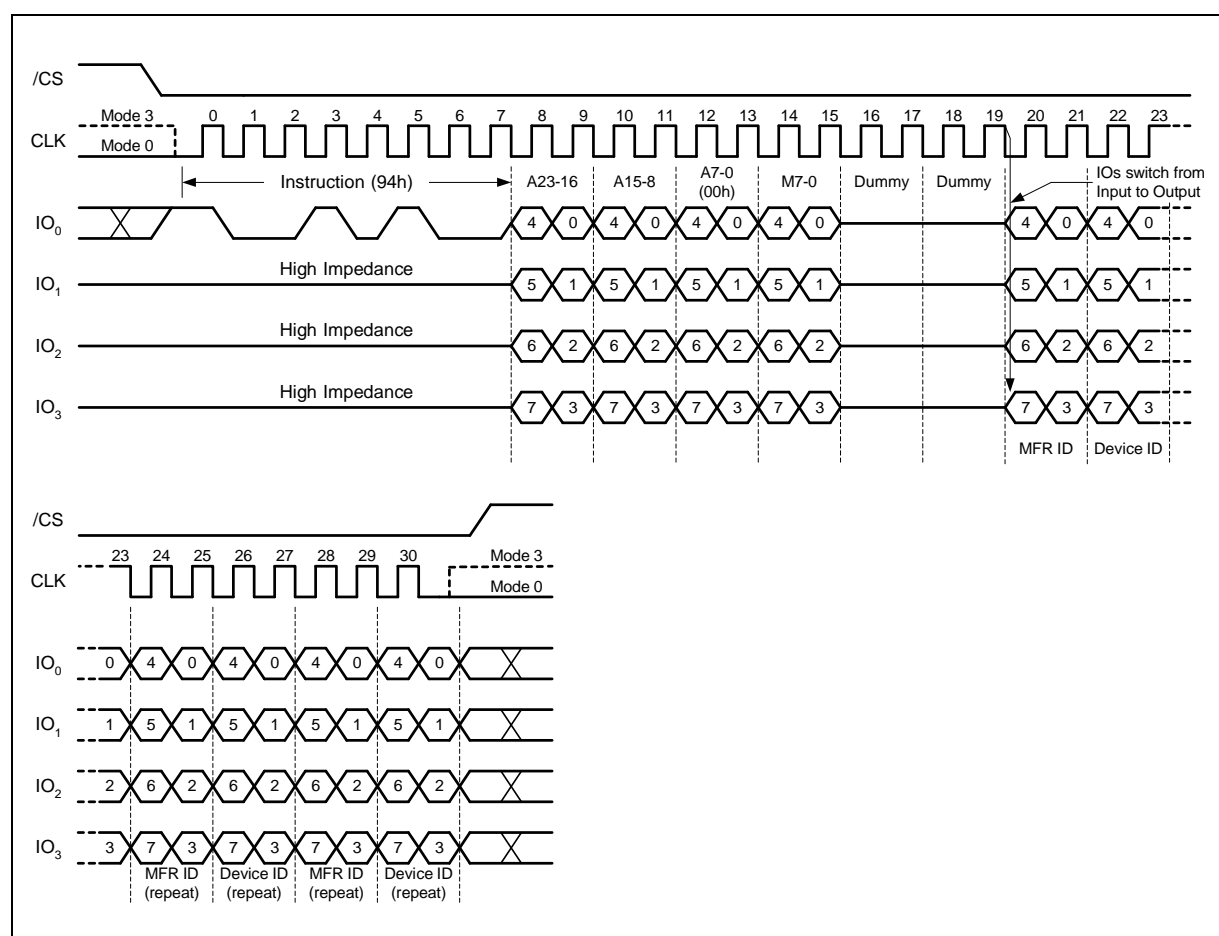 /CS
Mode 3 0 1 2 3 4 5 6 7 8 9 10 11 12 13 14 15 16 17 18 19 20 21 22 23
CLK Mode 0
Instruction (94h) A23-16 A15-8 A7-0 (00h) M7-0 Dummy Dummy
IOs switch from
Input to Output
IO0 4 0 4 0 4 0 4 0 4 0 4 0
High Impedance
IO1 5 1 5 1 5 1 5 1 5 1 5 1
High Impedance
IO2 6 2 6 2 6 2 6 2 6 2 6 2
High Impedance
IO3 7 3 7 3 7 3 7 3 7 3 7 3
MFR ID Device ID
/CS
23 24 25 26 27 28 29 30 Mode 3
CLK Mode 0
IO0 0 4 0 4 0 4 0 4 0
IO1 1 5 1 5 1 5 1 5 1
IO2 2 6 2 6 2 6 2 6 2
IO3 3 7 3 7 3 7 3 7 3
MFR ID Device ID MFR ID Device ID
(repeat) (repeat) (repeat) (repeat)